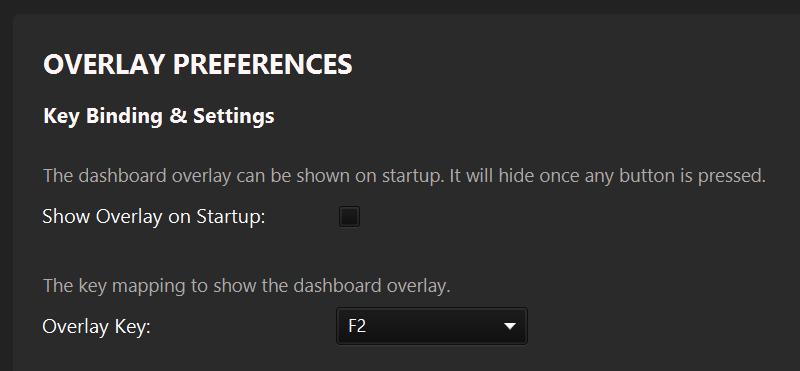 OVERLAY PREFERENCES
Key Binding & Settings
The dashboard overlay can be shown on startup. It will hide once any button is pressed.
Show Overlay on Startup:
The key mapping to show the dashboard overlay.
Overlay Key: F2